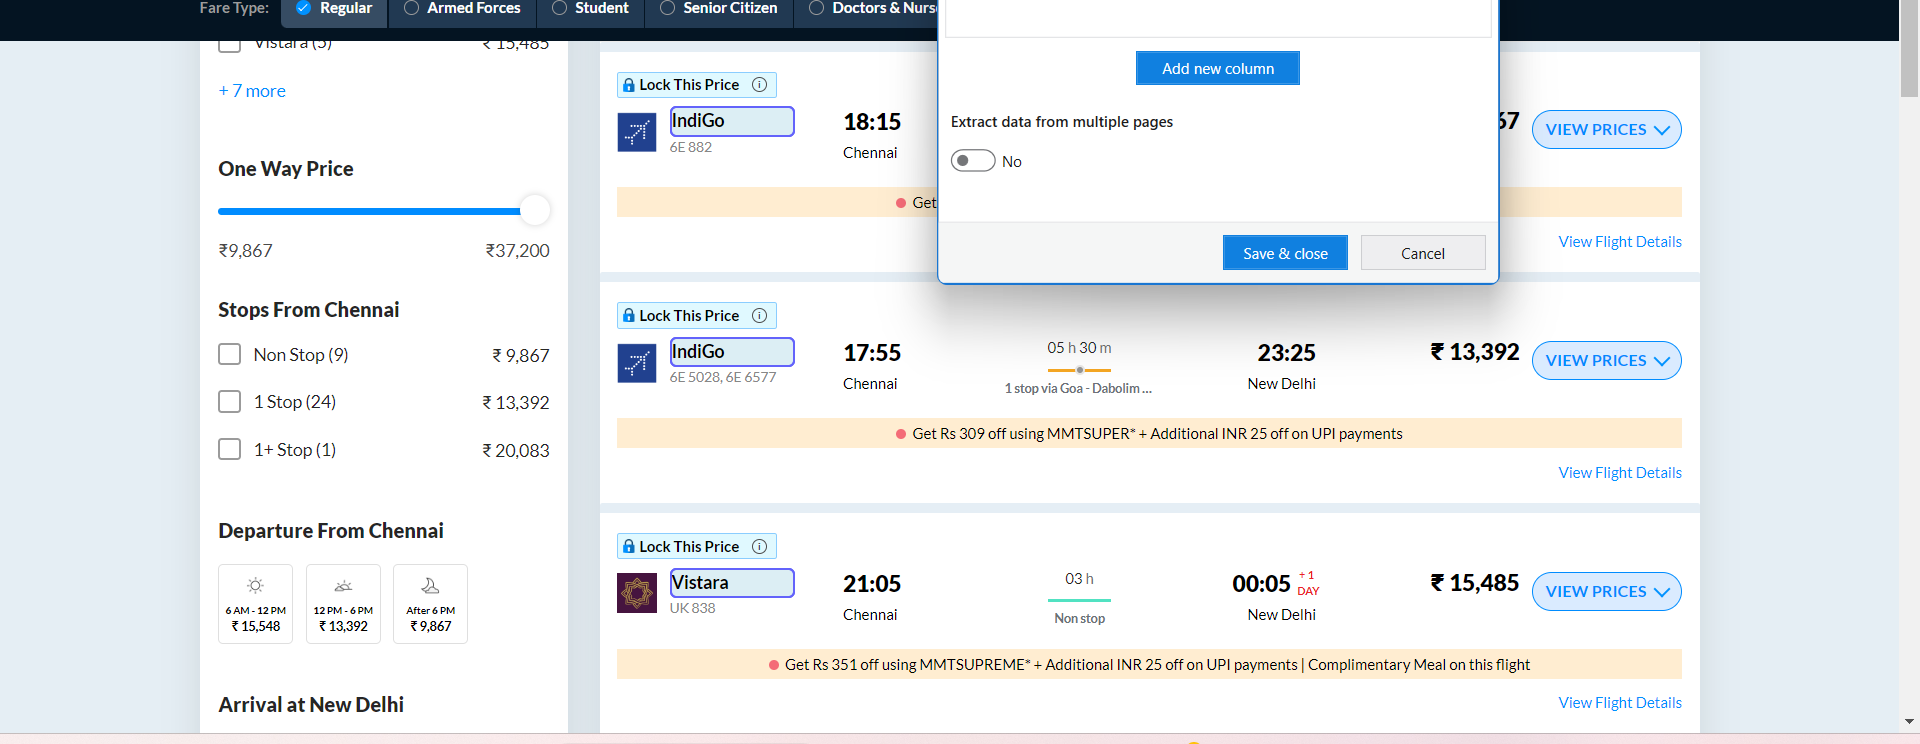 Fare Type:
Regular
Armed Forces
Student
Senior Citizen
Vistara (5)
₹ 15,485
+ 7 more
One Way Price
₹9,867
₹37,200
Stops From Chennai
Non Stop (9)
₹ 9,867
1 Stop (24)
₹ 13,392
1+ Stop (1)
₹ 20,083
Departure From Chennai
6 AM - 12 PM
₹ 15,548
12 PM - 6 PM
₹ 13,392
After 6 PM
₹ 9,867
Arrival at New Delhi
Lock This Price
IndiGo
6E 882
18:15
Chennai
VIEW PRICES
Get
View Flight Details
Add new column
Extract data from multiple pages
No
Save & close
Cancel
Lock This Price
IndiGo
6E 5028, 6E 6577
17:55
Chennai
05 h 30 m
1 stop via Goa - Dabolim ...
23:25
New Delhi
₹ 13,392
VIEW PRICES
Get Rs 309 off using MMTSUPER* + Additional INR 25 off on UPI payments
View Flight Details
Lock This Price
Vistara
UK 838
21:05
Chennai
03 h
Non stop
00:05
+ 1
DAY
New Delhi
₹ 15,485
VIEW PRICES
Get Rs 351 off using MMTSUPREME* + Additional INR 25 off on UPI payments | Complimentary Meal on this flight
View Flight Details